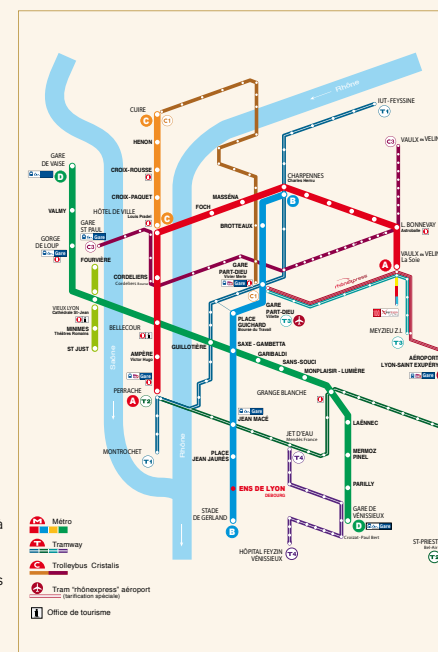 Rhône
IUT-FEYSSINE
T1
CUIRE
C
C1
HENON
C3 VAULX EN VELIN
GARE
DE VAISE
Gare
D
CROIX-ROUSSE
CHARPENNES
Charles Hernu
B
CROIX-PAQUET
MASSÉNA
FOCH
VALMY
HÔTEL DE VILLE
Louis Pradel
C
BROTTEAUX
L. BONNEVAY
Astroballe
GARE
ST PAUL
Gare
C3
GORGE
DE LOUP
Gare
VAULX EN VELIN
La Soie
A
FOURVIÈRE
GARE
PART-DIEU
Vivier Merle
Gare
CORDELIERS
Cordeliers
rhônexpress
C1
GARE
PART-DIEU
Villette
T3
VIEUX LYON
Cathédrale St-Jean
MINIMES
Théâtres Romains
BELLECOUR
PLACE
GUICHARD
Bourse du Travail
MEYZIEU Z.I.
T3
ST JUST
GUILLOTIÈRE
SAXE - GAMBETTA
GARIBALDI
SANS-SOUCI
MONPLAISIR - LUMIÈRE
AÉROPORT
LYON-SAINT EXUPÉRY
Gare
Saône
AMPÈRE
Victor Hugo
PERRACHE
A
T2
GRANGE BLANCHE
Gare
JEAN MACÉ
LAËNNEC
MONTROCHET
T1
Rhône
JET D'EAU
Mendès France
T4
PLACE
JEAN JAURÈS
MERMOZ
PINEL
ENS DE LYON
DEBOURG
PARILLY
STADE
DE GERLAND
B
GARE DE
VÉNISSIEUX
D
Gare
Croizat - Paul Bert
HÔPITAL FEYZIN
VÉNISSIEUX
T4
ST-PRIEST
Bel-Air
T2
à
s
M Métro
T Tramway
C Trolleybus Cristalis
Tram "rhônexpress" aéroport
(tarification spéciale)
Office de tourisme